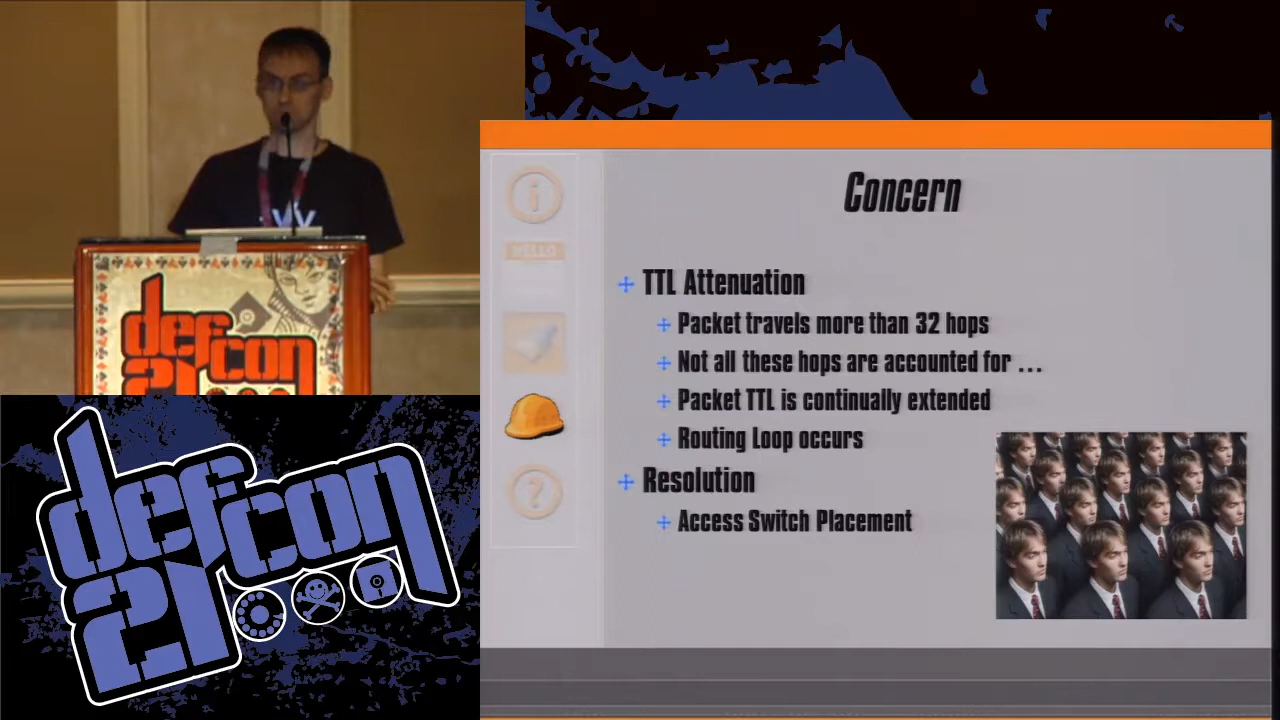 Concern
HELLO
TTL Attenuation
Packet travels more than 32 hops
Not all these hops are accounted for ...
Packet TTL is continually extended
Routing Loop occurs
Resolution
Access Switch Placement
defcon
21
defcon
21